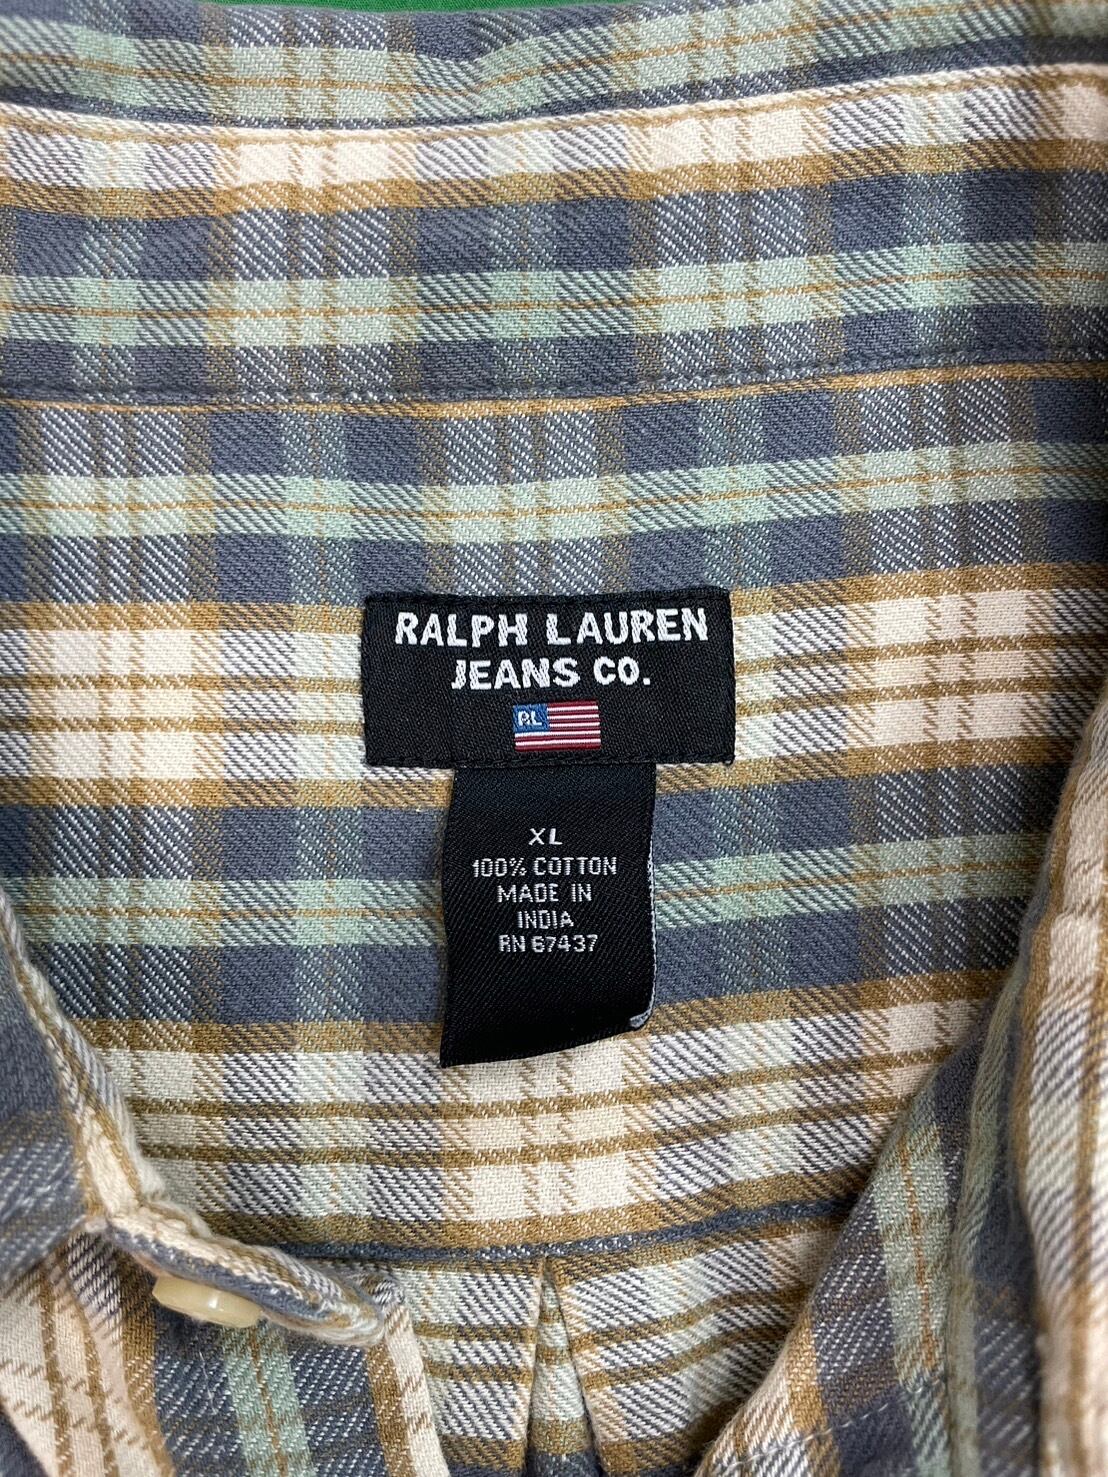 RALPH LAUREN
JEANS CO.
RL
XL
100% COTTON
MADE IN
INDIA
RN 67437